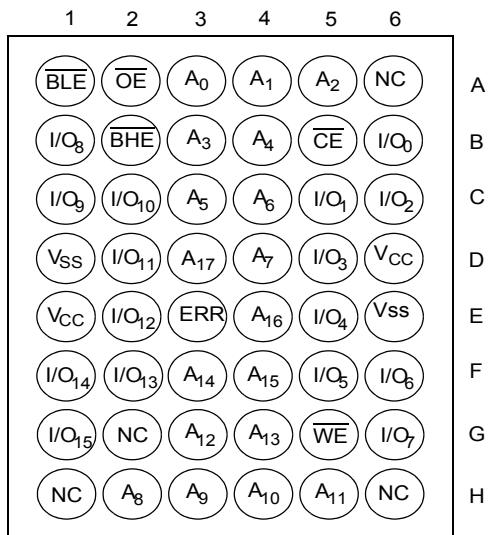 1 2 3 4 5 6
BLE OE A0 A1 A2 NC A
I/O8 BHE A3 A4 CE I/O0 B
I/O9 I/O10 A5 A6 I/O1 I/O2 C
VSS I/O11 A17 A7 I/O3 VCC D
VCC I/O12 ERR A16 I/O4 Vss E
I/O14 I/O13 A14 A15 I/O5 I/O6 F
I/O15 NC A12 A13 WE I/O7 G
NC A8 A9 A10 A11 NC H